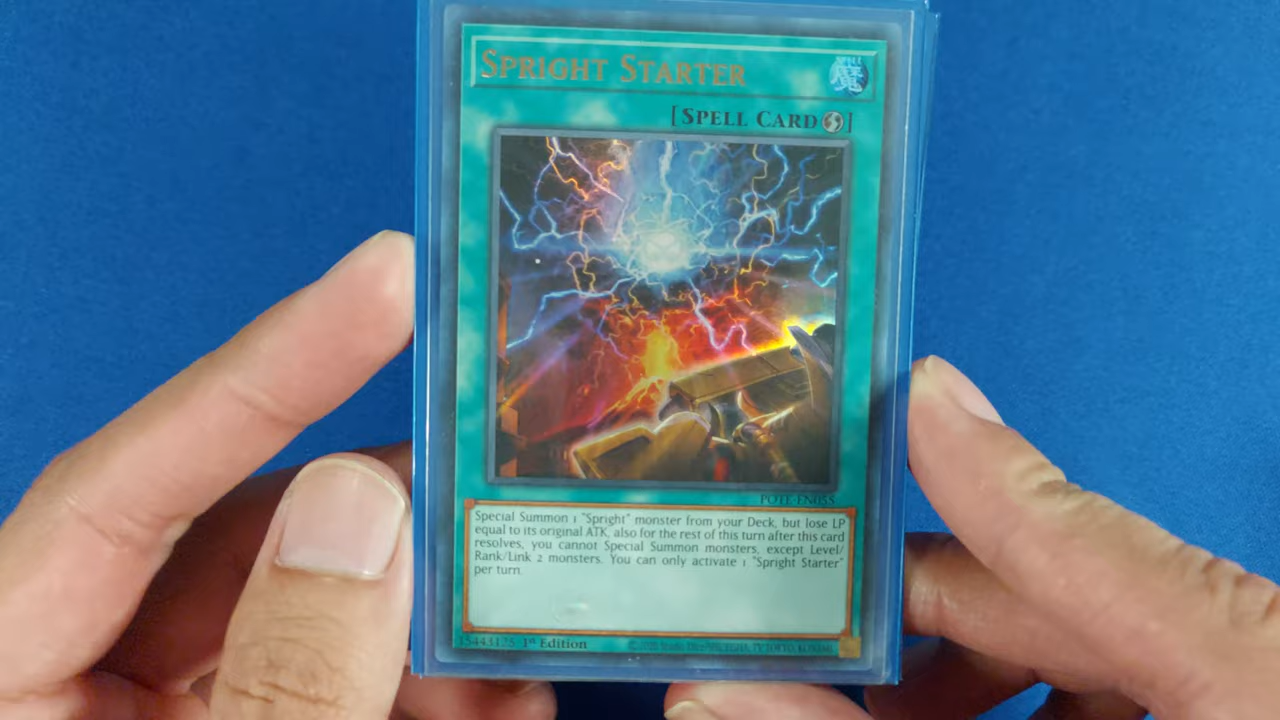 SPRIGHT STARTER
魔
[SPELL CARD]
POTE-EN055
Special Summon 1 "Spright" monster from your Deck, but lose LP
equal to its original ATK, also for the rest of this turn after this card
resolves, you cannot Special Summon monsters, except Level/
Rank/Link 2 monsters. You can only activate 1 "Spright Starter"
per turn.
15443125 1st Edition